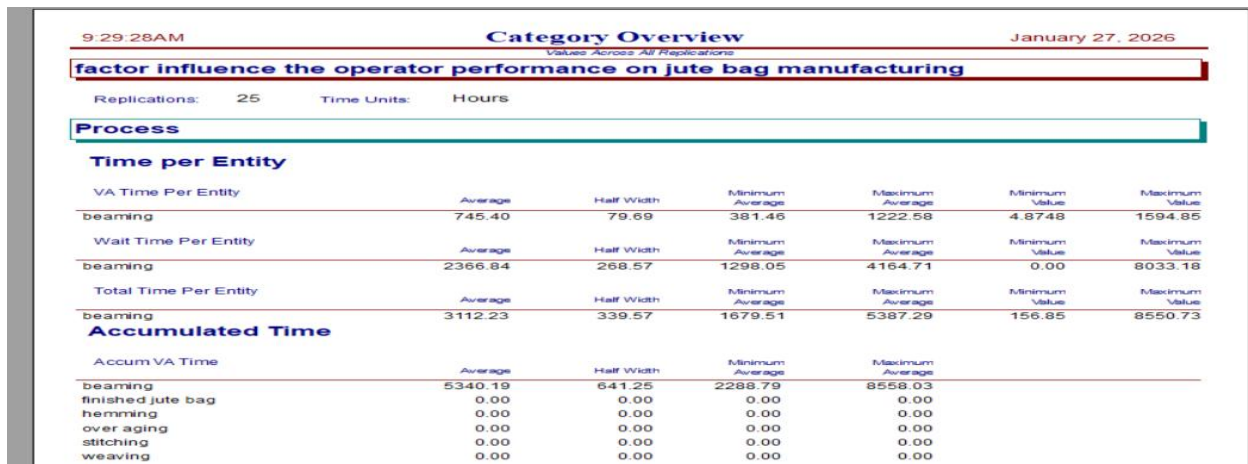 9:29:28AM Category Overview January 27, 2026
Values Across All Replications
factor influence the operator performance on jute bag manufacturing
Replications: 25 Time Units: Hours
Process
Time per Entity
VA Time Per Entity Average Half Width Minimum Average Maximum Average Minimum Value Maximum Value
beaming 745.40 79.69 381.46 1222.58 4.8748 1594.85
Wait Time Per Entity Average Half Width Minimum Average Maximum Average Minimum Value Maximum Value
beaming 2366.84 268.57 1298.05 4164.71 0.00 8033.18
Total Time Per Entity Average Half Width Minimum Average Maximum Average Minimum Value Maximum Value
beaming 3112.23 339.57 1679.51 5387.29 156.85 8550.73
Accumulated Time
Accum VA Time Average Half Width Minimum Average Maximum Average
beaming 5340.19 641.25 2288.79 8558.03
finished jute bag 0.00 0.00 0.00 0.00
hemming 0.00 0.00 0.00 0.00
over aging 0.00 0.00 0.00 0.00
stitching 0.00 0.00 0.00 0.00
weaving 0.00 0.00 0.00 0.00